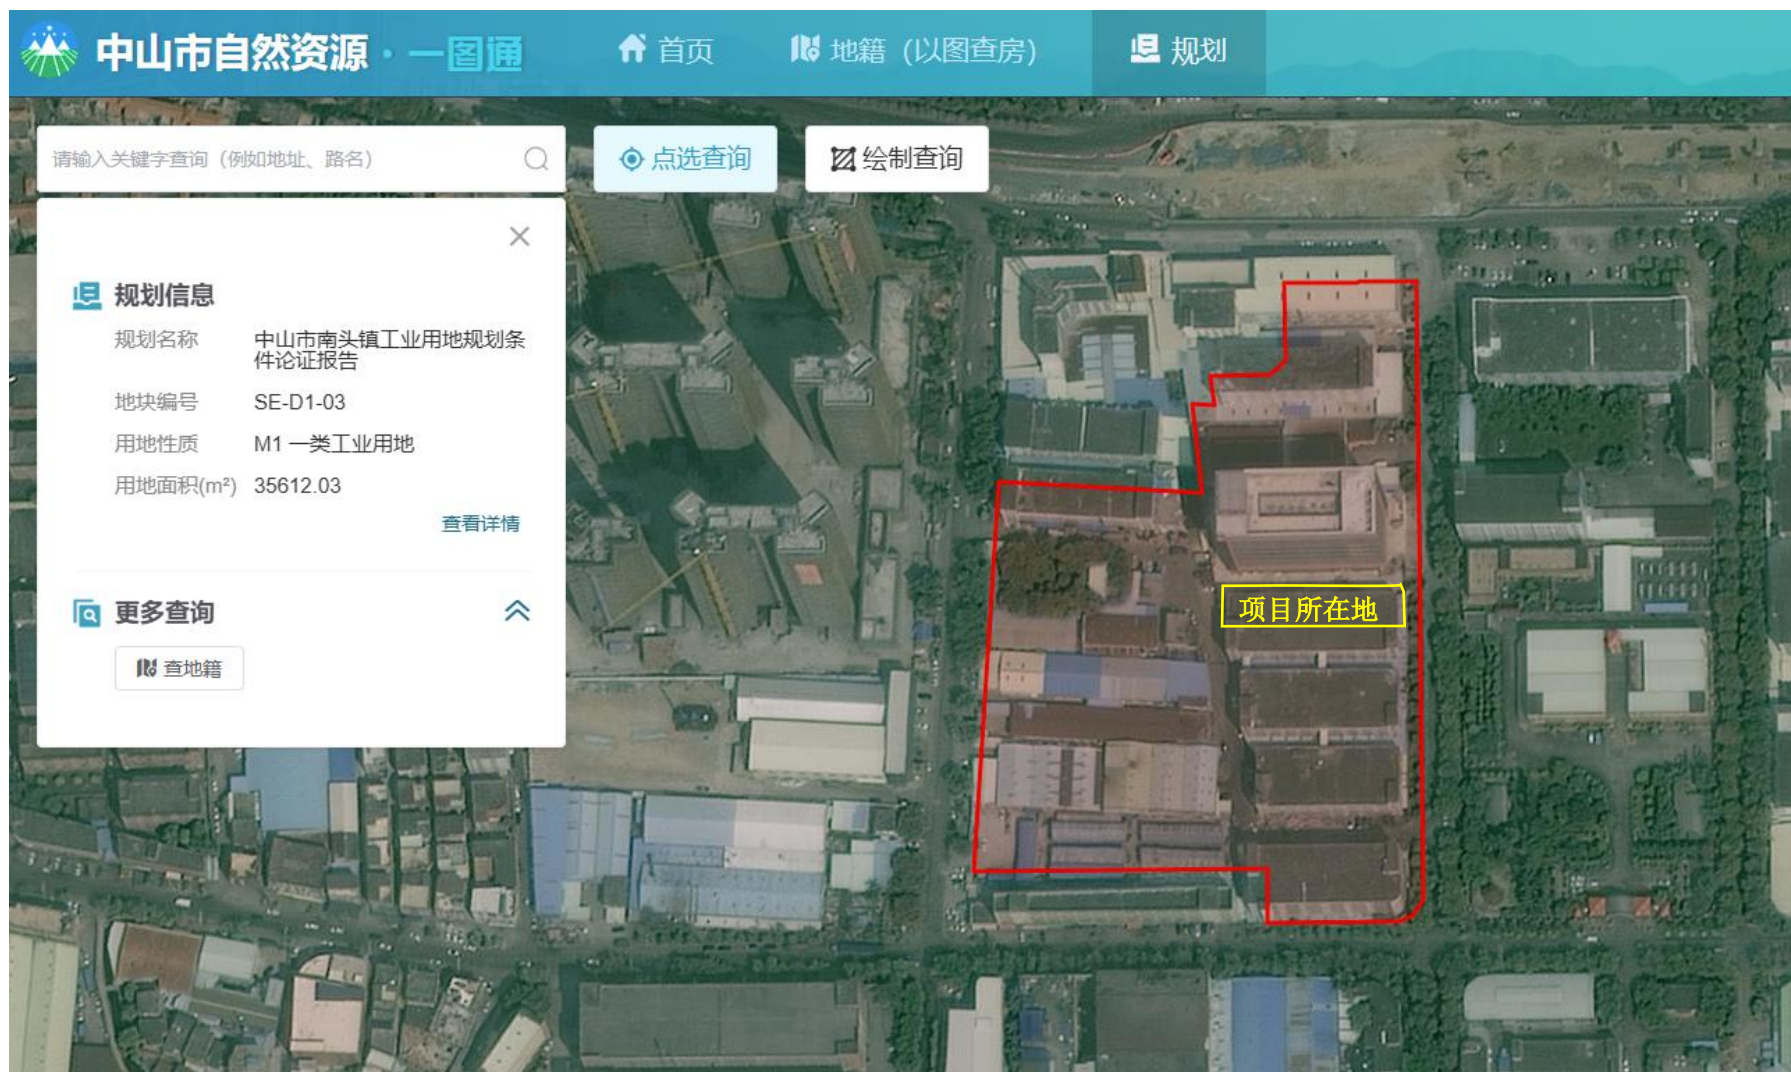 中山市自然资源·一图通
首页
地籍（以图查房）
规划
请输入关键字查询（例如地址、路名）
点选查询
绘制查询
规划信息
规划名称 中山市南头镇工业用地规划条
件论证报告
地块编号 SE-D1-03
用地性质 M1 一类工业用地
用地面积(m²) 35612.03
查看详情
更多查询
查地籍
项目所在地